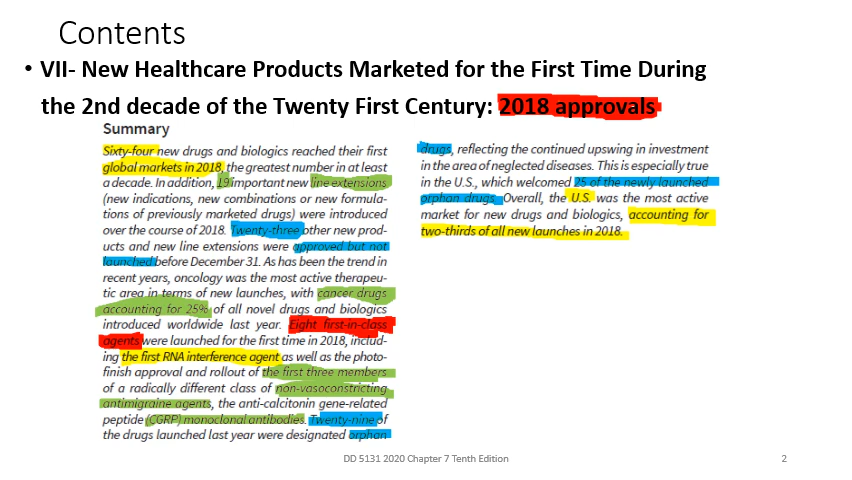 Contents
• VII- New Healthcare Products Marketed for the First Time During
the 2nd decade of the Twenty First Century: 2018 approvals
Summary
Sixty-four new drugs and biologics reached their first
global markets in 2018, the greatest number in at least
a decade. In addition, 19 important new line extensions
(new indications, new combinations or new formula-
tions of previously marketed drugs) were introduced
over the course of 2018. Twenty-three other new prod-
ucts and new line extensions were approved but not
launched before December 31. As has been the trend in
recent years, oncology was the most active therapeu-
tic area in terms of new launches, with cancer drugs
accounting for 25% of all novel drugs and biologics
introduced worldwide last year. Eight first-in-class
agents were launched for the first time in 2018, includ-
ing the first RNA interference agent as well as the photo-
finish approval and rollout of the first three members
of a radically different class of non-vasoconstricting
antimigraine agents, the anti-calcitonin gene-related
peptide (CGRP) monoclonal antibodies. Twenty-nine of
the drugs launched last year were designated orphan
drugs, reflecting the continued upswing in investment
in the area of neglected diseases. This is especially true
in the U.S., which welcomed 25 of the newly launched
orphan drugs. Overall, the U.S. was the most active
market for new drugs and biologics, accounting for
two-thirds of all new launches in 2018.
DD 5131 2020 Chapter 7 Tenth Edition
2